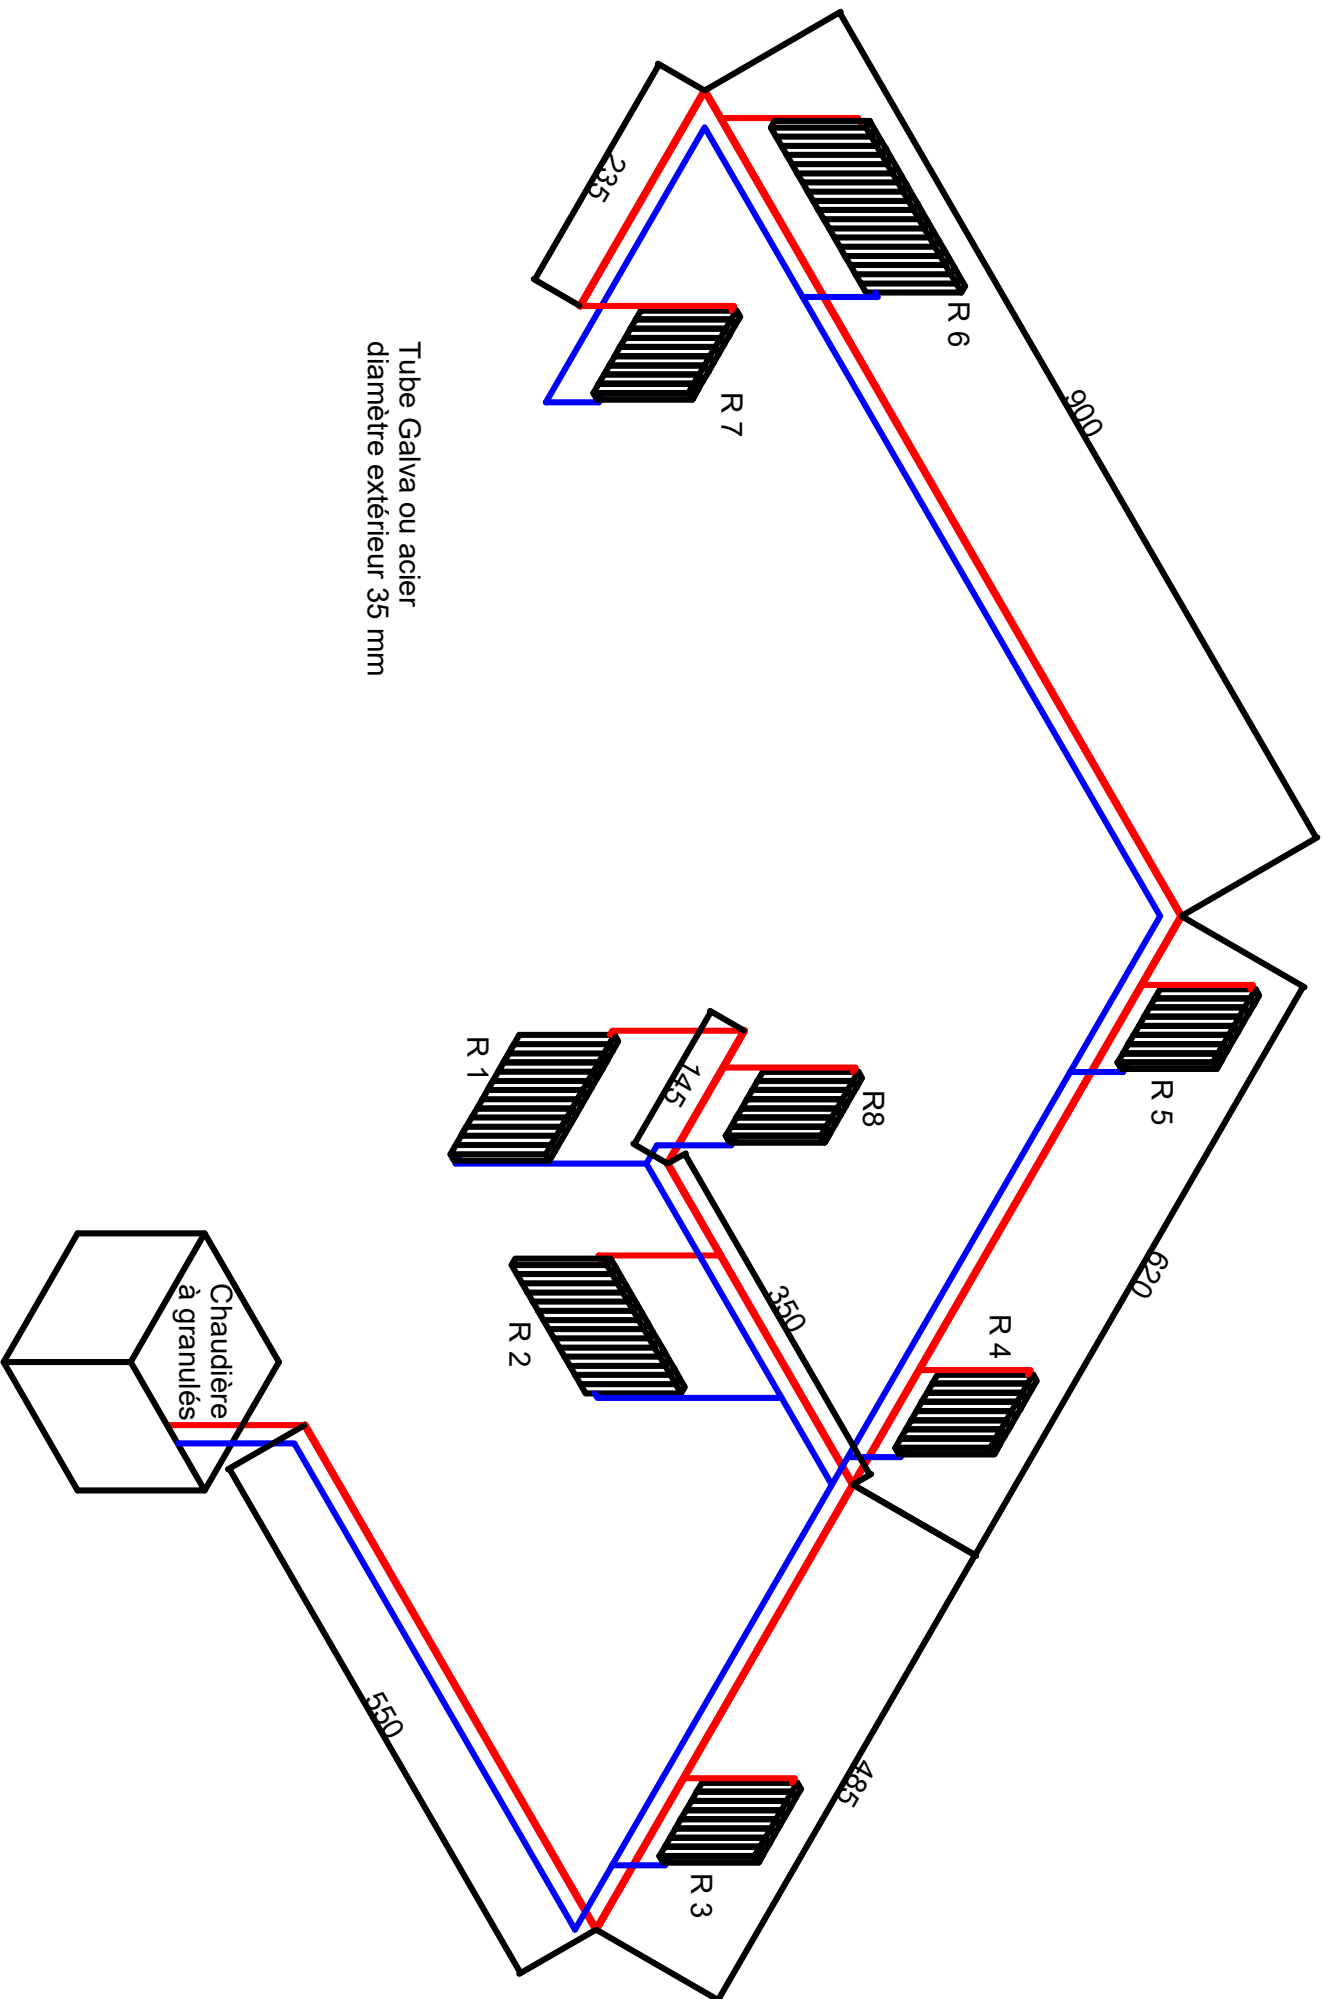 R 6
900
235
R 7
Tube Galva ou acier
diamètre extérieur 35 mm
R 5
R8
145
R 1
620
350
R 4
R 2
Chaudière
à granulés
550
485
R 3